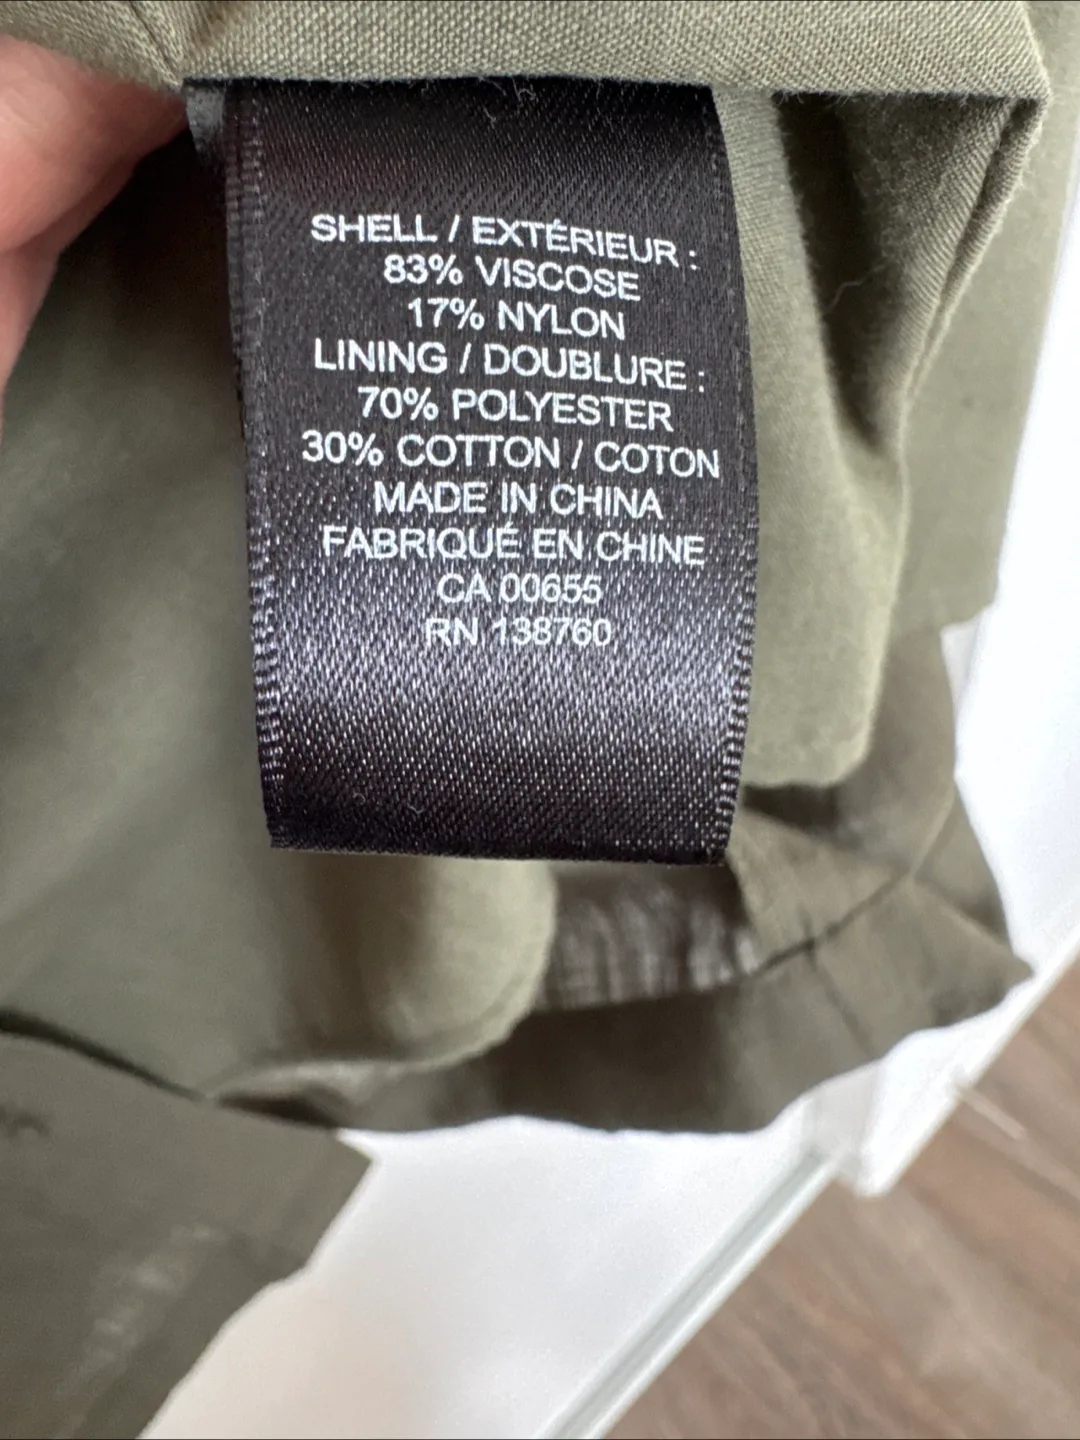 SHELL / EXTÉRIEUR :
83% VISCOSE
17% NYLON
LINING / DOUBLURE :
70% POLYESTER
30% COTTON / COTON
MADE IN CHINA
FABRIQUÉ EN CHINE
CA 00655
RN 138760